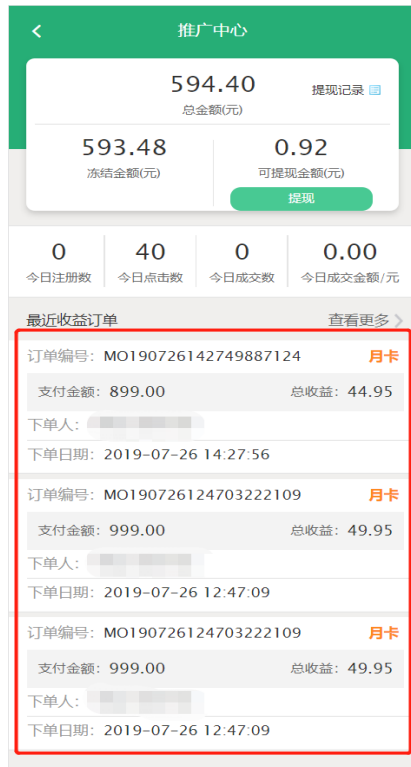 推广中心
594.40
总金额(元)
提现记录
593.48
0.92
冻结金额(元)
可提现金额(元)
提现
0 40 0 0.00
今日注册数 今日点击数 今日成交数 今日成交金额/元
最近收益订单 查看更多
订单编号：MO190726142749887124 月卡
支付金额：899.00 总收益：44.95
下单人：
下单日期：2019-07-26 14:27:56
订单编号：MO190726124703222109 月卡
支付金额：999.00 总收益：49.95
下单人：
下单日期：2019-07-26 12:47:09
订单编号：MO190726124703222109 月卡
支付金额：999.00 总收益：49.95
下单人：
下单日期：2019-07-26 12:47:09